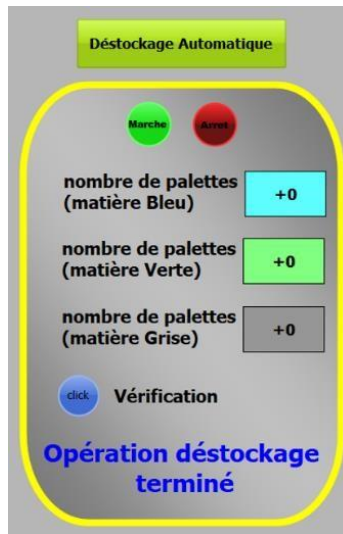 Déstockage Automatique
Marche Arret
nombre de palettes
(matière Bleu) +0
nombre de palettes
(matière Verte) +0
nombre de palettes
(matière Grise) +0
click Vérification
Opération déstockage
terminé